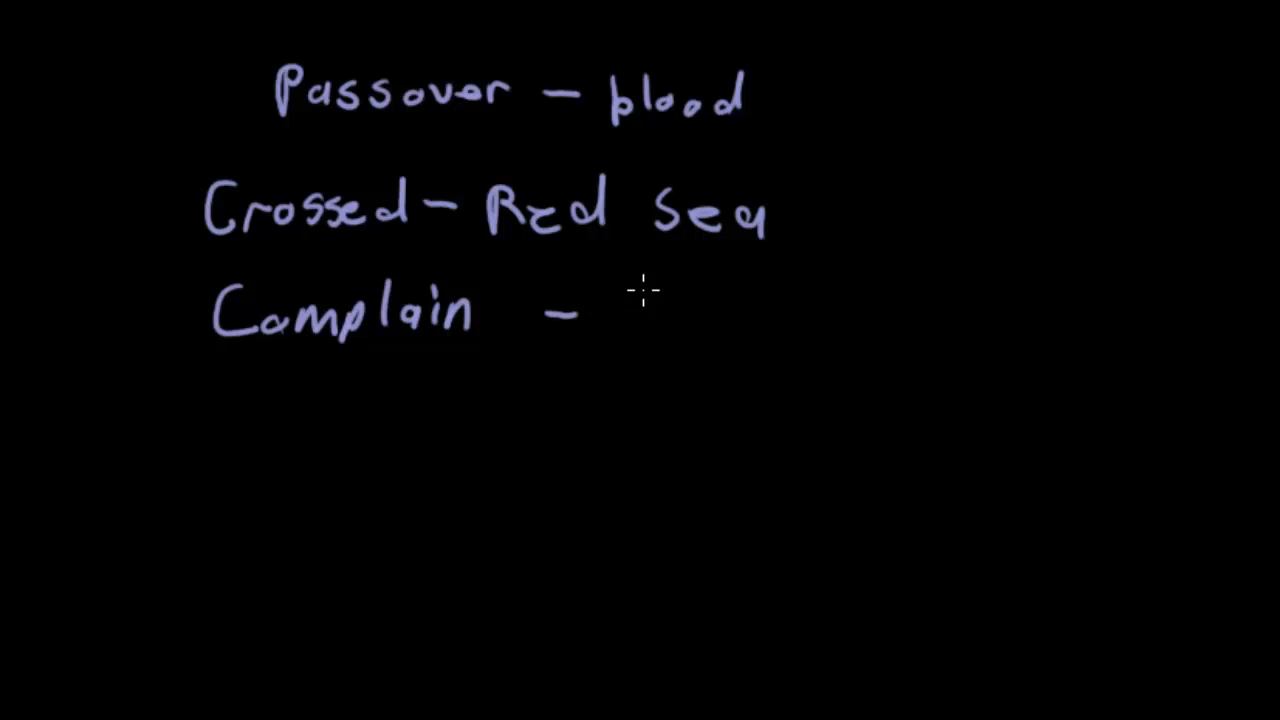 Passover - blood
Crossed - Red Sea
Complain -